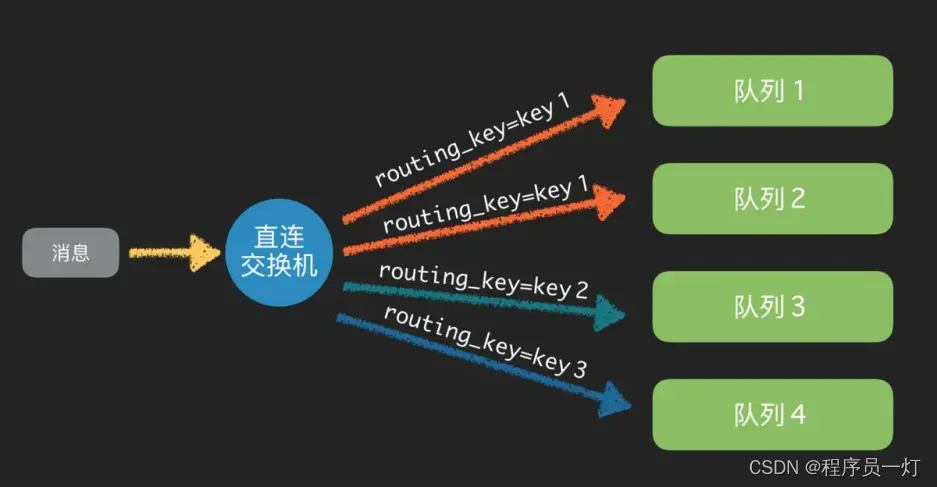 消息
直连
交换机
routing_key=key 1
routing_key=key 1
routing_key=key 2
routing_key=key 3
队列 1
队列 2
队列 3
队列 4
CSDN @程序员一灯